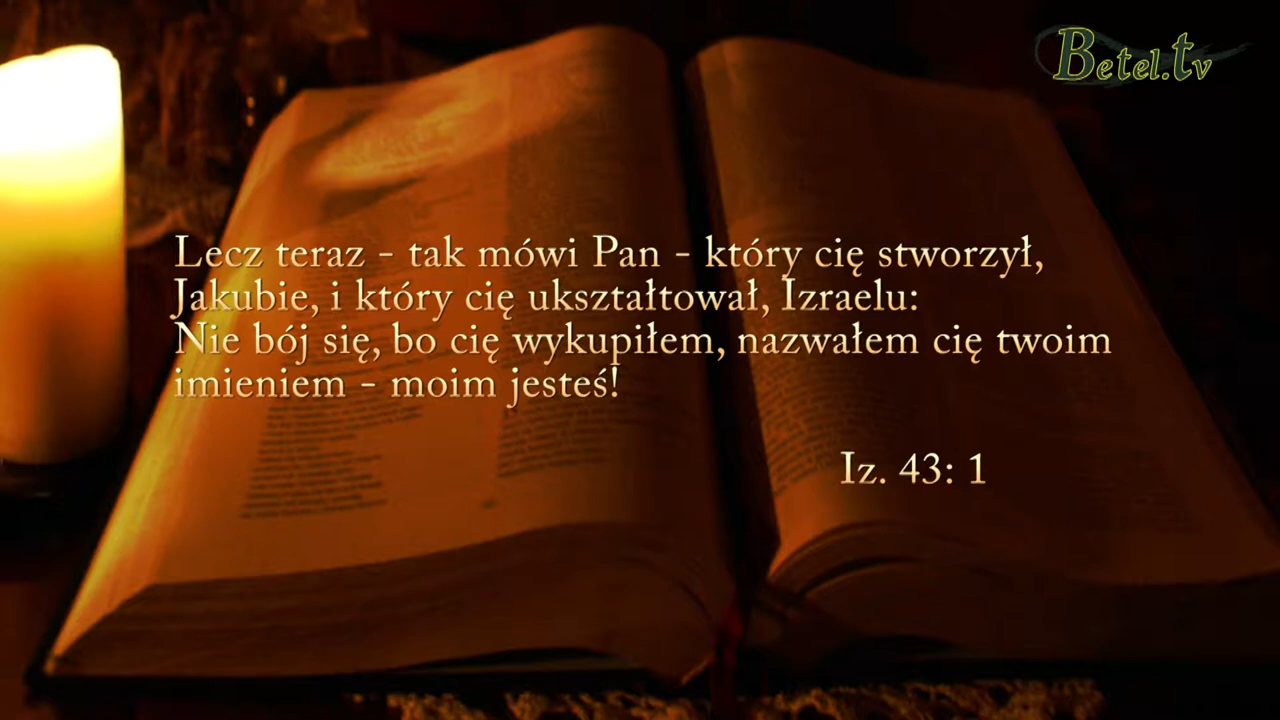 Betel.tv
Lecz teraz - tak mówi Pan - który cię stworzył,
Jakubie, i który cię ukształtował, Izraelu:
Nie bój się, bo cię wykupiłem, nazwałem cię twoim
imieniem - moim jesteś!
Iz. 43: 1